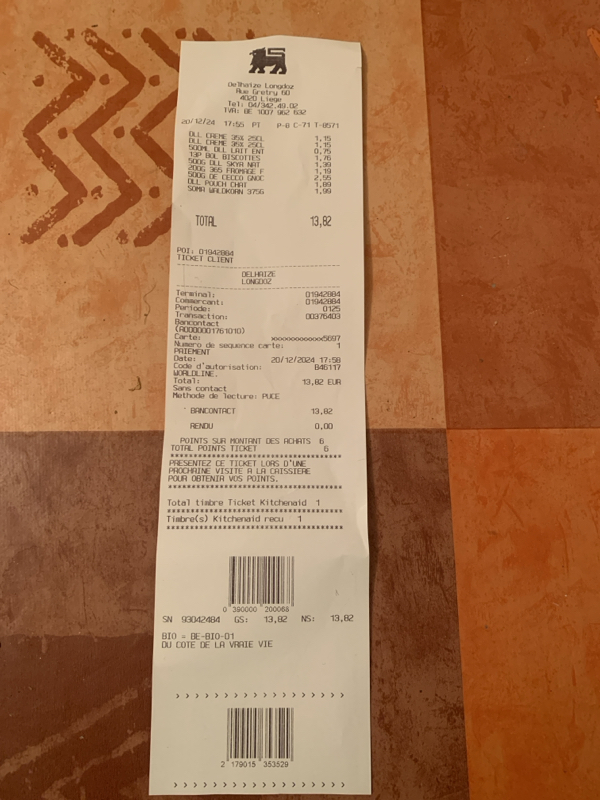 Delhaize Longdoz
Rue Gretry 60
4020 Liege
Tel: 04/342.49.02
TVA: BE 1007 962 632
20/12/24 17:55 PT P-8 C-71 T-0571
DLL CREME 35% 25CL 1,15
DLL CREME 35% 25CL 1,15
500ML DLL LAIT ENT 0,75
13P BOL BISCOTTES 1,76
500G DLL SKYR NAT 1,39
200G 365 FROMAGE F 1,19
500G DE CECCO GNOC 2,55
DLL POUCH CHAT 1,89
SOMA WALDKORN 375G 1,99
TOTAL 13,82
POI: 01942884
TICKET CLIENT
DELHAIZE
LONGDOZ
Terminal: 01942884
Commercant: 01942884
Periode: 0125
Transaction: 00376403
Bancontact
(A0000001761010)
Carte: xxxxxxxxxxxxx5697
Numero de sequence carte: 1
PAIEMENT
Date: 20/12/2024 17:56
Code d'autorisation: B46117
WORLDLINE.
Total: 13,82 EUR
Sans contact
Methode de lecture: PUCE
BANCONTACT 13,82
RENDU 0,00
POINTS SUR MONTANT DES ACHATS 6
TOTAL POINTS TICKET 6
****************************************
PRESENTEZ CE TICKET LORS D'UNE
PROCHAINE VISITE A LA CAISSIERE
POUR OBTENIR VOS POINTS.
****************************************
Total timbre Ticket Kitchenaid 1
****************************************
Timbre(s) Kitchenaid recu 1
****************************************
0 390000 200068
SN 93042484 GS: 13,82 NS: 13,82
BIO = BE-BIO-01
DU COTE DE LA VRAIE VIE
2 179015 353529